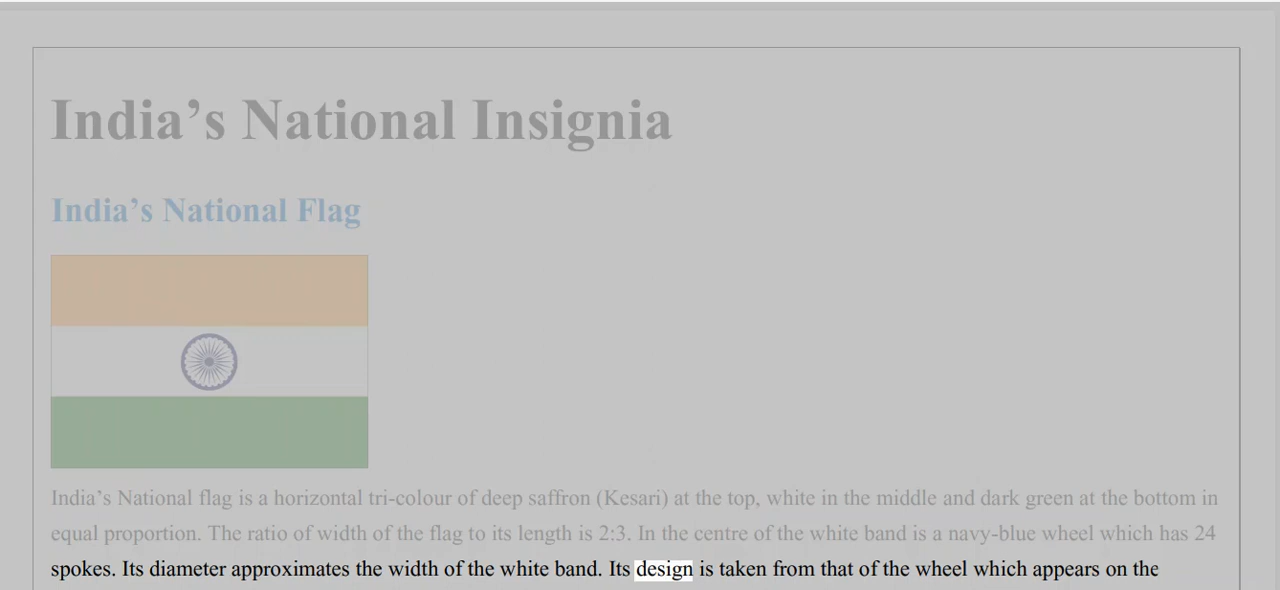 India’s National Insignia
India’s National Flag
India’s National flag is a horizontal tri-colour of deep saffron (Kesari) at the top, white in the middle and dark green at the bottom in
equal proportion. The ratio of width of the flag to its length is 2:3. In the centre of the white band is a navy-blue wheel which has 24
spokes. Its diameter approximates the width of the white band. Its design is taken from that of the wheel which appears on the